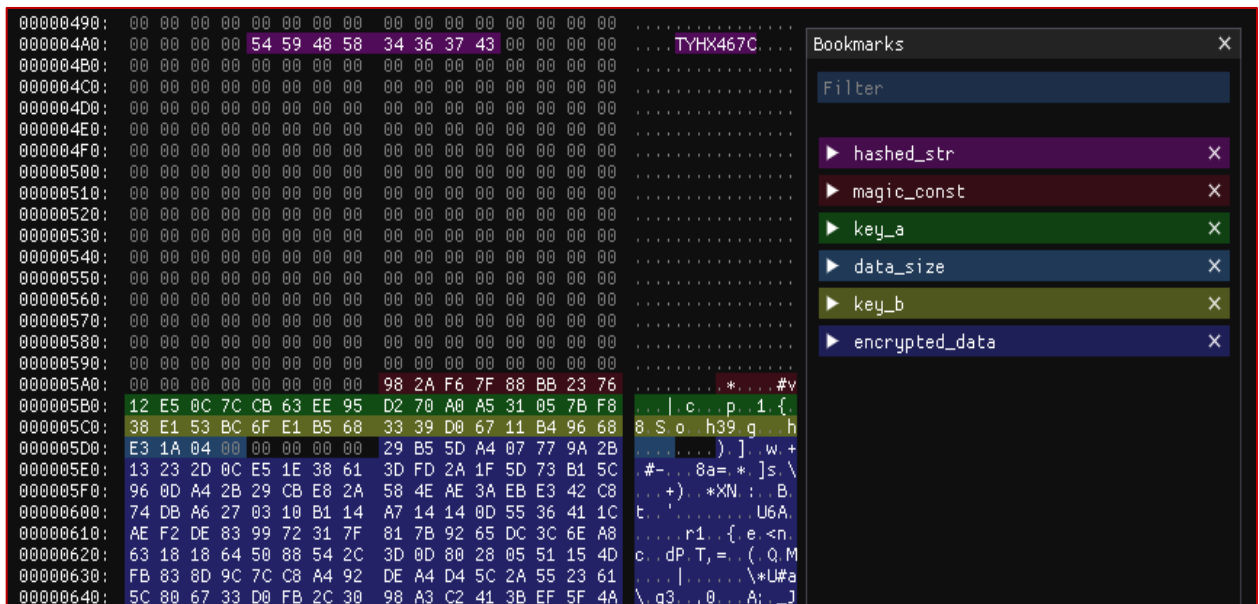 00000490: 00 00 00 00 00 00 00 00 00 00 00 00 00 00 00 00 ................
000004A0: 00 00 00 00 54 59 48 58 34 36 37 43 00 00 00 00 ....TYHX467C....
000004B0: 00 00 00 00 00 00 00 00 00 00 00 00 00 00 00 00 ................
000004C0: 00 00 00 00 00 00 00 00 00 00 00 00 00 00 00 00 ................
000004D0: 00 00 00 00 00 00 00 00 00 00 00 00 00 00 00 00 ................
000004E0: 00 00 00 00 00 00 00 00 00 00 00 00 00 00 00 00 ................
000004F0: 00 00 00 00 00 00 00 00 00 00 00 00 00 00 00 00 ................
00000500: 00 00 00 00 00 00 00 00 00 00 00 00 00 00 00 00 ................
00000510: 00 00 00 00 00 00 00 00 00 00 00 00 00 00 00 00 ................
00000520: 00 00 00 00 00 00 00 00 00 00 00 00 00 00 00 00 ................
00000530: 00 00 00 00 00 00 00 00 00 00 00 00 00 00 00 00 ................
00000540: 00 00 00 00 00 00 00 00 00 00 00 00 00 00 00 00 ................
00000550: 00 00 00 00 00 00 00 00 00 00 00 00 00 00 00 00 ................
00000560: 00 00 00 00 00 00 00 00 00 00 00 00 00 00 00 00 ................
00000570: 00 00 00 00 00 00 00 00 00 00 00 00 00 00 00 00 ................
00000580: 00 00 00 00 00 00 00 00 00 00 00 00 00 00 00 00 ................
00000590: 00 00 00 00 00 00 00 00 00 00 00 00 00 00 00 00 ................
000005A0: 00 00 00 00 00 00 00 00 98 2A F6 7F 88 BB 23 76 .........*....#v
000005B0: 12 E5 0C 7C CB 63 EE 95 D2 70 A0 A5 31 05 7B F8 ...|.c...p..1.{.
000005C0: 38 E1 53 BC 6F E1 B5 68 33 39 D0 67 11 B4 96 68 8.S.o..h39.g...h
000005D0: E3 1A 04 00 00 00 00 00 29 B5 5D A4 07 77 9A 2B ........).]..w.+
000005E0: 13 23 2D 0C E5 1E 38 61 3D FD 2A 1F 5D 73 B1 5C .#-...8a=.*.]s.\
000005F0: 96 0D A4 2B 29 CB E8 2A 58 4E AE 3A EB E3 42 C8 ...+)..*XN.:..B.
00000600: 74 DB A6 27 03 10 B1 14 A7 14 14 0D 55 36 41 1C t..'........U6A.
00000610: AE F2 DE 83 99 72 31 7F 81 7B 92 65 DC 3C 6E A8 .....r1..{.e.<n.
00000620: 63 18 18 64 50 88 54 2C 3D 0D 80 28 05 51 15 4D c..dP.T,=..(.Q.M
00000630: FB 83 8D 9C 7C C8 A4 92 DE A4 D4 5C 2A 55 23 61 ....|......\*U#a
00000640: 5C 80 67 33 D0 FB 2C 30 98 A3 C2 41 3B EF 5F 4A \.g3..,0...A;._J
Bookmarks
Filter
hashed_str
magic_const
key_a
data_size
key_b
encrypted_data